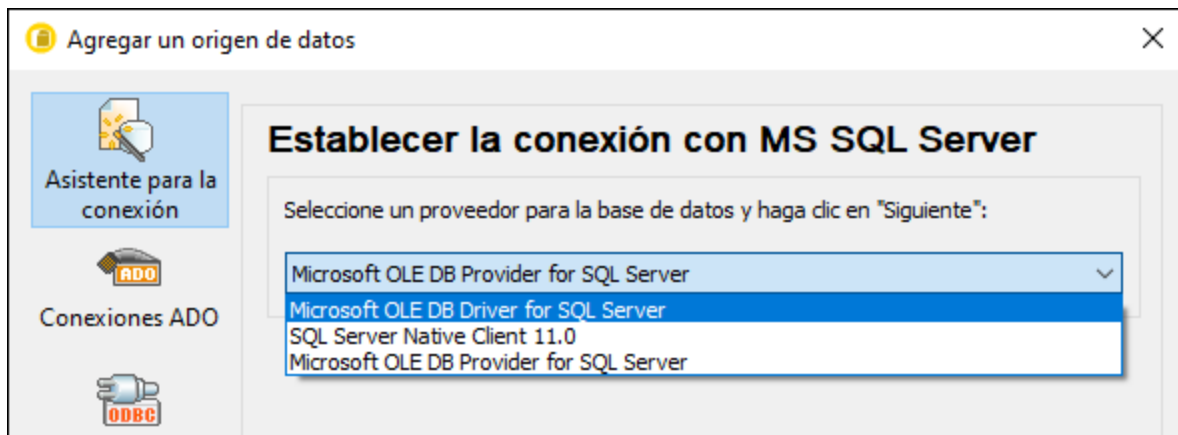 Agregar un origen de datos
Asistente para la
conexión
Conexiones ADO
ADO
ODBC
Establecer la conexión con MS SQL Server
Seleccione un proveedor para la base de datos y haga clic en "Siguiente":
Microsoft OLE DB Provider for SQL Server
Microsoft OLE DB Driver for SQL Server
SQL Server Native Client 11.0
Microsoft OLE DB Provider for SQL Server